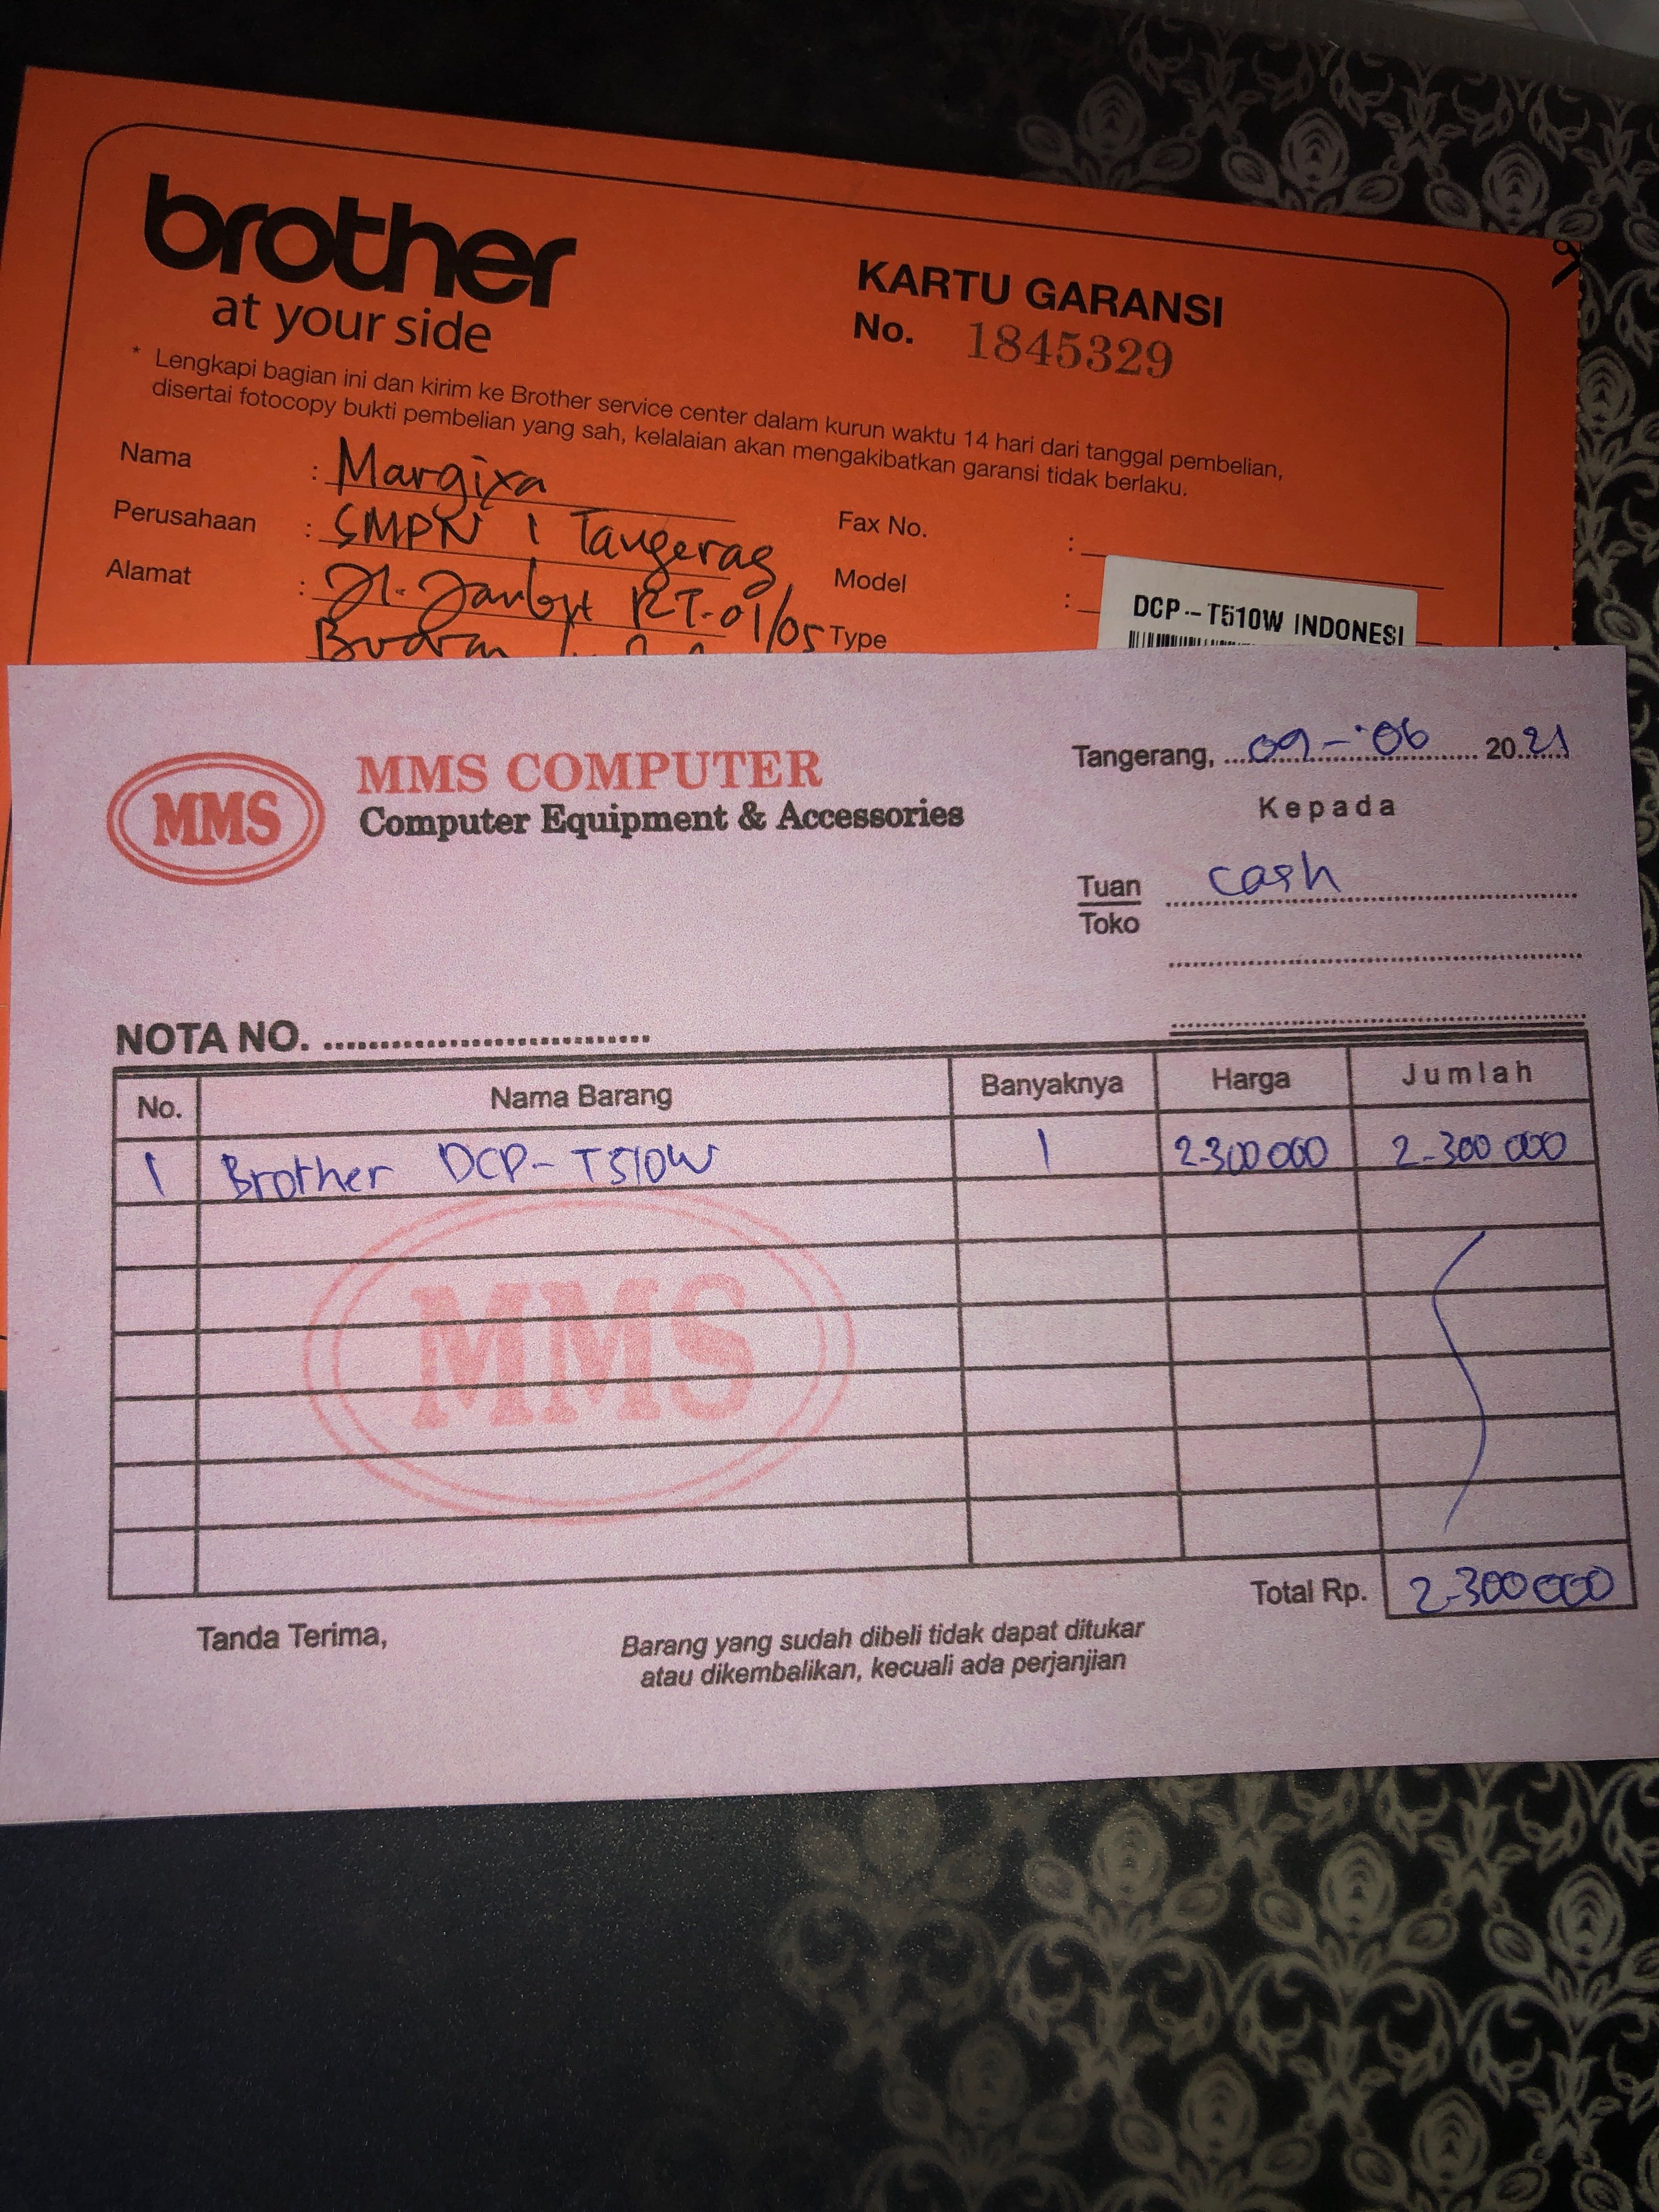 brother
at your side
KARTU GARANSI
No. 1845329
* Lengkapi bagian ini dan kirim ke Brother service center dalam kurun waktu 14 hari dari tanggal pembelian,
disertai fotocopy bukti pembelian yang sah, kelalaian akan mengakibatkan garansi tidak berlaku.
Nama : Margixa
Perusahaan : SMPN 1 Tangerag
Alamat : Jl. RT-01/05
Fax No. :
Model :
Type
DCP-T510W INDONESI
MMS
MMS COMPUTER
Computer Equipment & Accessories
Tangerang, 09-06 2021
Kepada
Tuan cash
Toko
NOTA NO.
No. Nama Barang Banyaknya Harga Jumlah
1 Brother DCP-T510W 1 2.300 000 2-300 000
MMS
Total Rp. 2-300 000
Tanda Terima,
Barang yang sudah dibeli tidak dapat ditukar
atau dikembalikan, kecuali ada perjanjian